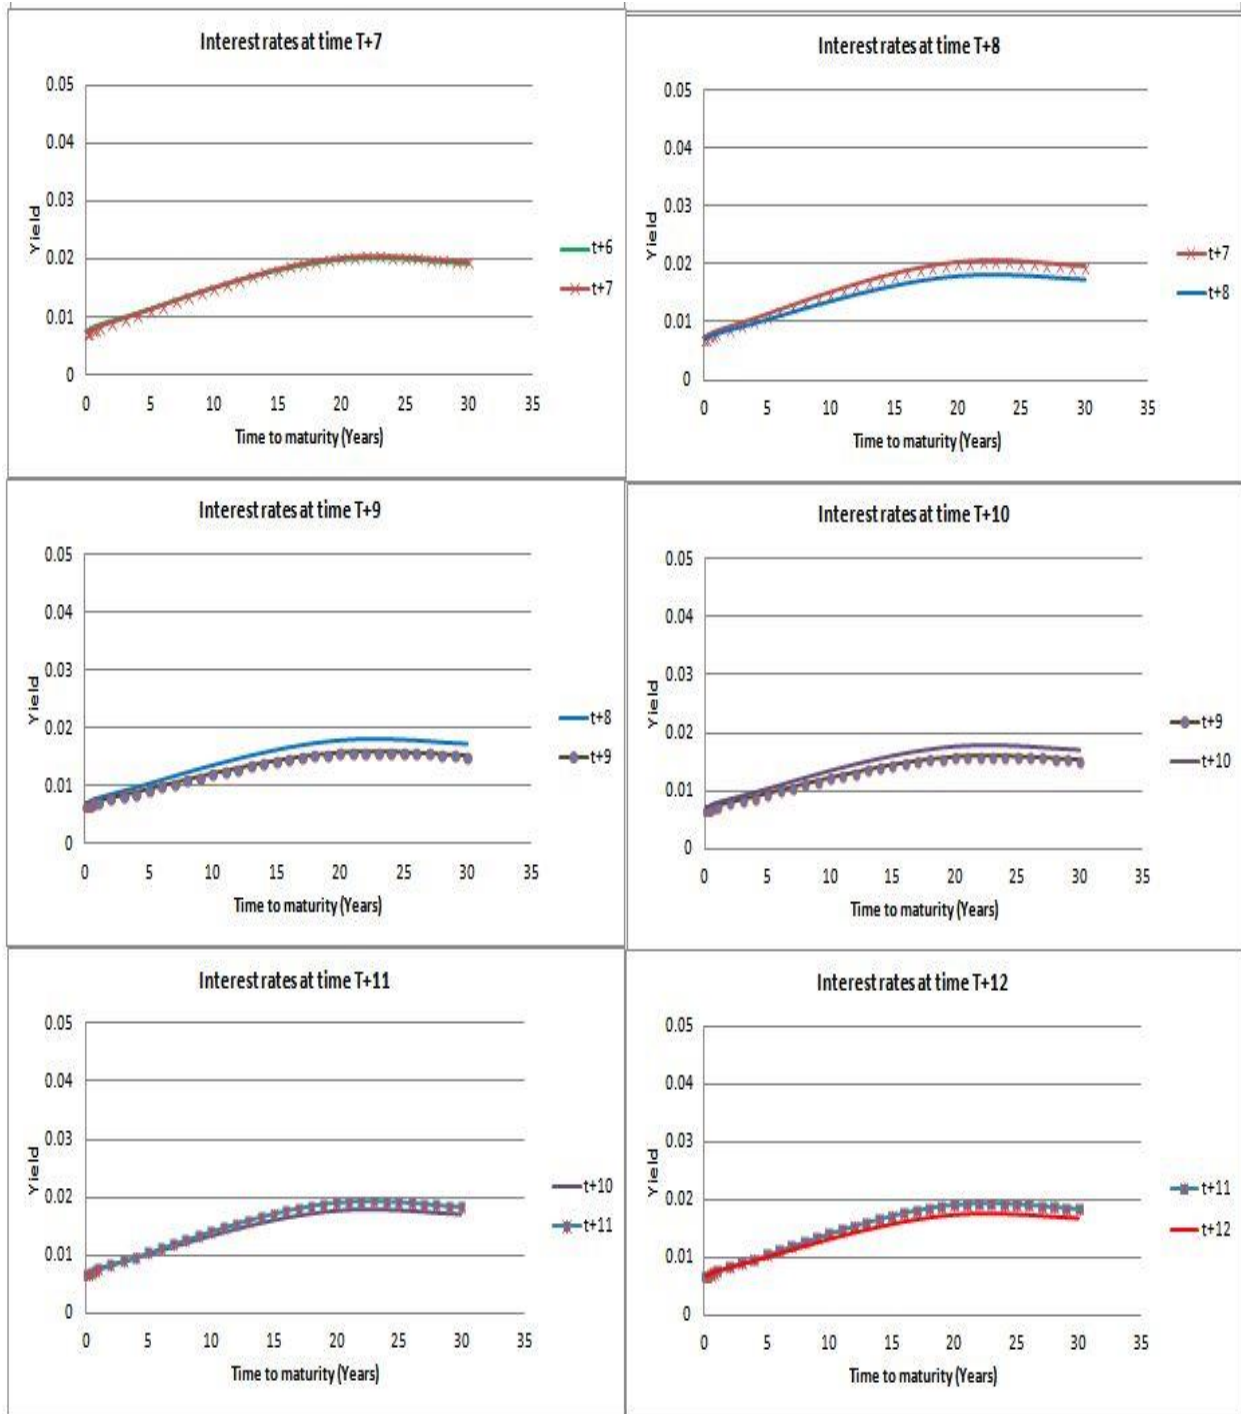 Interest rates at time T+7
0.05
0.04
0.03
0.02
0.01
0
Yield
0 5 10 15 20 25 30 35
Time to maturity (Years)
t+6
t+7
Interest rates at time T+8
0.05
0.04
0.03
0.02
0.01
0
Yield
0 5 10 15 20 25 30 35
Time to maturity (Years)
t+7
t+8
Interest rates at time T+9
0.05
0.04
0.03
0.02
0.01
0
Yield
0 5 10 15 20 25 30 35
Time to maturity (Years)
t+8
t+9
Interest rates at time T+10
0.05
0.04
0.03
0.02
0.01
0
Yield
0 5 10 15 20 25 30 35
Time to maturity (Years)
t+9
t+10
Interest rates at time T+11
0.05
0.04
0.03
0.02
0.01
0
Yield
0 5 10 15 20 25 30 35
Time to maturity (Years)
t+10
t+11
Interest rates at time T+12
0.05
0.04
0.03
0.02
0.01
0
Yield
0 5 10 15 20 25 30 35
Time to maturity (Years)
t+11
t+12